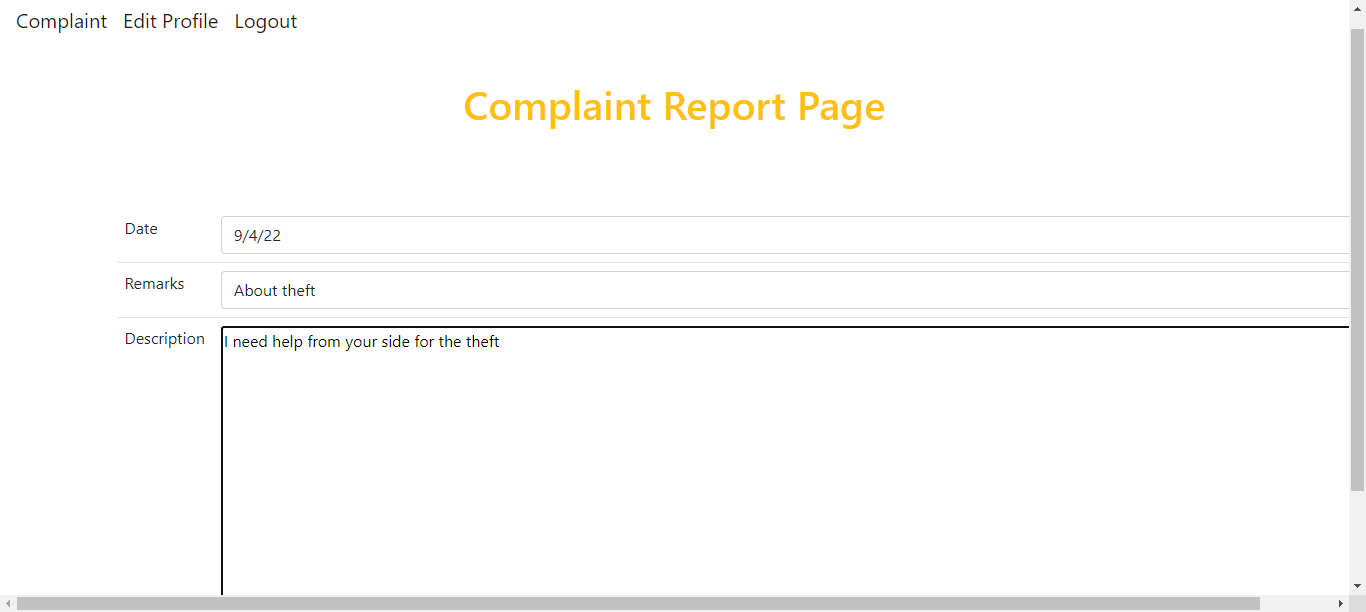 Complaint Edit Profile Logout
Complaint Report Page
Date 9/4/22
Remarks About theft
Description I need help from your side for the theft